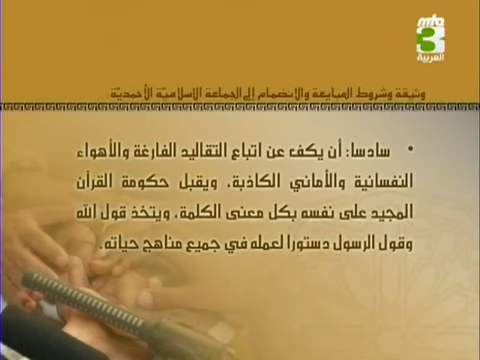 mta
3
العربية
وثيقة وشروط المبايعة والانضمام إلى الجماعة الاسلاميّة الأحمديّة:
• سادسا: أن يكف عن اتباع التقاليد الفارغة والأهواء
النفسانية والأماني الكاذبة، ويقبل حكومة القرآن
المجيد على نفسه بكل معنى الكلمة، ويتخذ قول الله
وقول الرسول دستورا لعمله في جميع مناهج حياته.